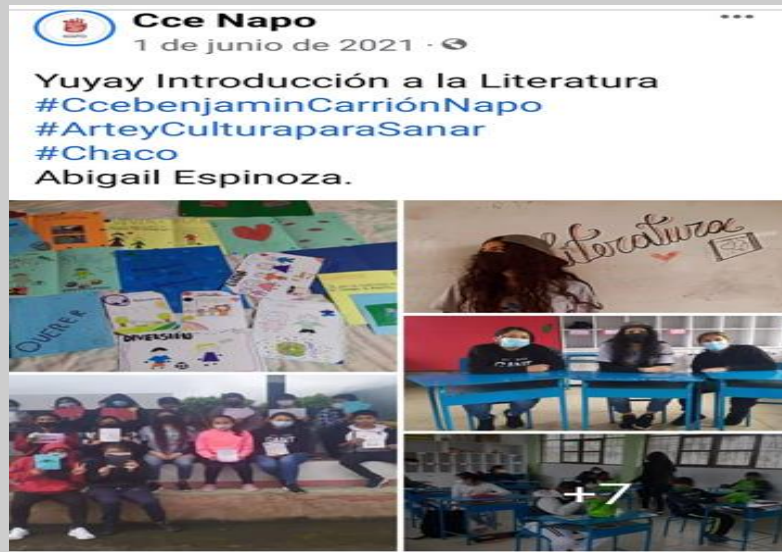 Cce Napo
1 de junio de 2021
Yuyay Introducción a la Literatura
#CcebenjaminCarriónNapo
#ArteyCulturaparaSanar
#Chaco
Abigail Espinoza.
Literatura
QUERER
DIVERSIDAD
+7